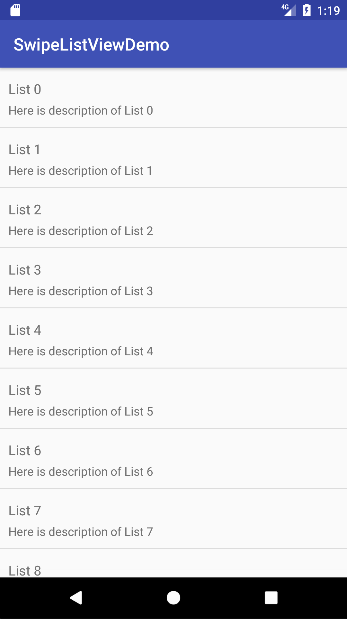 4G 1:19
SwipeListViewDemo
List 0
Here is description of List 0
List 1
Here is description of List 1
List 2
Here is description of List 2
List 3
Here is description of List 3
List 4
Here is description of List 4
List 5
Here is description of List 5
List 6
Here is description of List 6
List 7
Here is description of List 7
List 8